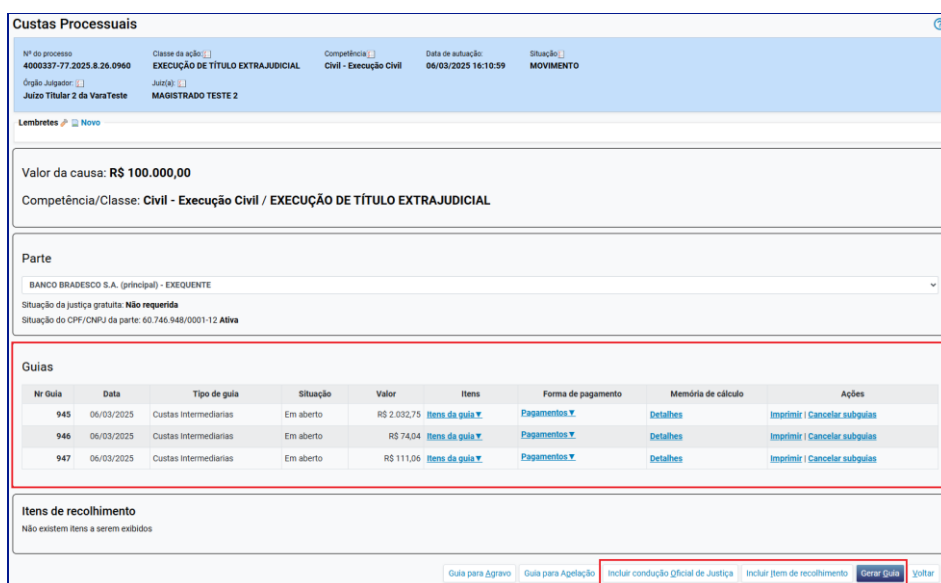 Custas Processuais
Nº do processo Classe da ação: Competência: Data de autuação: Situação
4000337-77.2025.8.26.0960 EXECUÇÃO DE TÍTULO EXTRAJUDICIAL Civil - Execução Civil 06/03/2025 16:10:59 MOVIMENTO
Órgão Julgador: Juiz(a):
Juízo Titular 2 da VaraTeste MAGISTRADO TESTE 2
Lembretes Novo
Valor da causa: R$ 100.000,00
Competência/Classe: Civil - Execução Civil / EXECUÇÃO DE TÍTULO EXTRAJUDICIAL
Parte
BANCO BRADESCO S.A. (principal) - EXEQUENTE
Situação da justiça gratuita: Não requerida
Situação do CPF/CNPJ da parte: 60.746.948/0001-12 Ativa
Guias
Nr Guia Data Tipo de guia Situação Valor Itens Forma de pagamento Memória de cálculo Ações
945 06/03/2025 Custas Intermediarias Em aberto R$ 2.032,75 Itens da guia▼ Pagamentos▼ Detalhes Imprimir | Cancelar subguias
946 06/03/2025 Custas Intermediarias Em aberto R$ 74,04 Itens da guia▼ Pagamentos▼ Detalhes Imprimir | Cancelar subguias
947 06/03/2025 Custas Intermediarias Em aberto R$ 111,06 Itens da guia▼ Pagamentos▼ Detalhes Imprimir | Cancelar subguias
Itens de recolhimento
Não existem itens a serem exibidos
Guia para Agravo Guia para Apelação Incluir condução Oficial de Justiça Incluir Item de recolhimento Gerar Guia Voltar